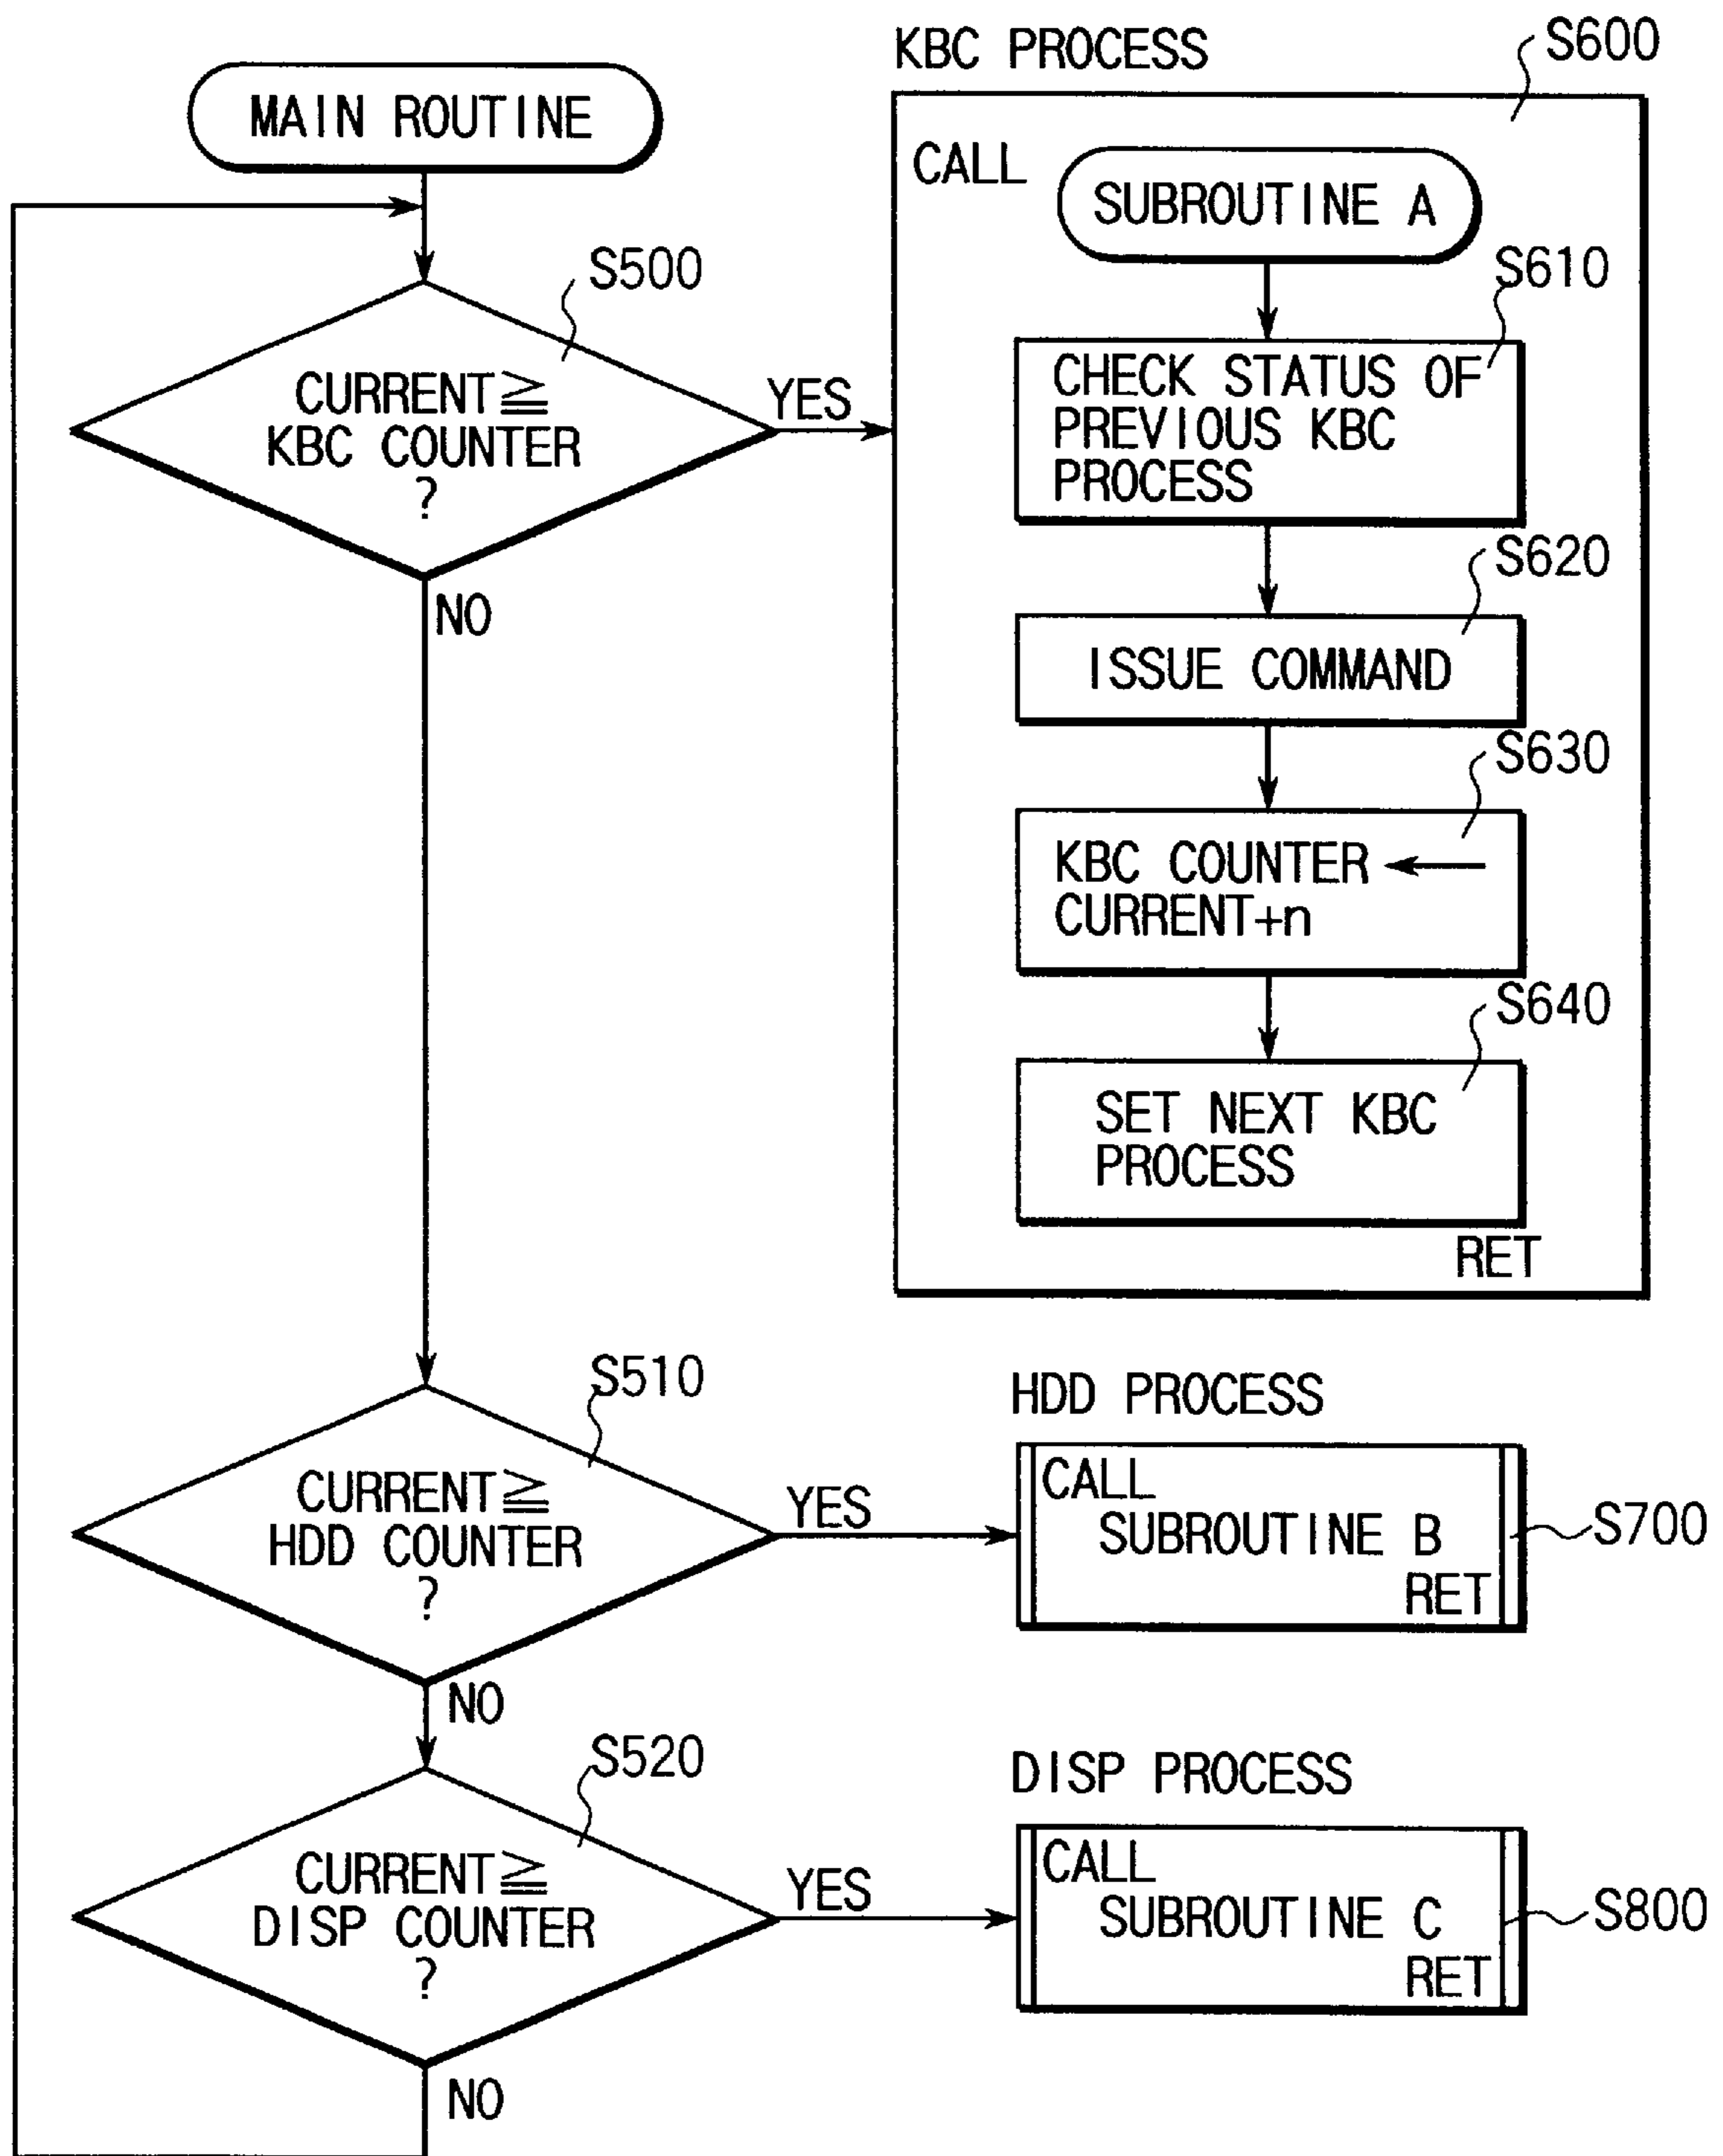 MAIN ROUTINE
S500
CURRENT≧
KBC COUNTER
?
YES
NO
KBC PROCESS
S600
CALL
SUBROUTINE A
S610
CHECK STATUS OF
PREVIOUS KBC
PROCESS
S620
ISSUE COMMAND
S630
KBC COUNTER ←
CURRENT+n
S640
SET NEXT KBC
PROCESS
RET
S510
CURRENT≧
HDD COUNTER
?
YES
NO
HDD PROCESS
CALL
SUBROUTINE B
RET
S700
S520
CURRENT≧
DISP COUNTER
?
YES
NO
DISP PROCESS
CALL
SUBROUTINE C
RET
S800